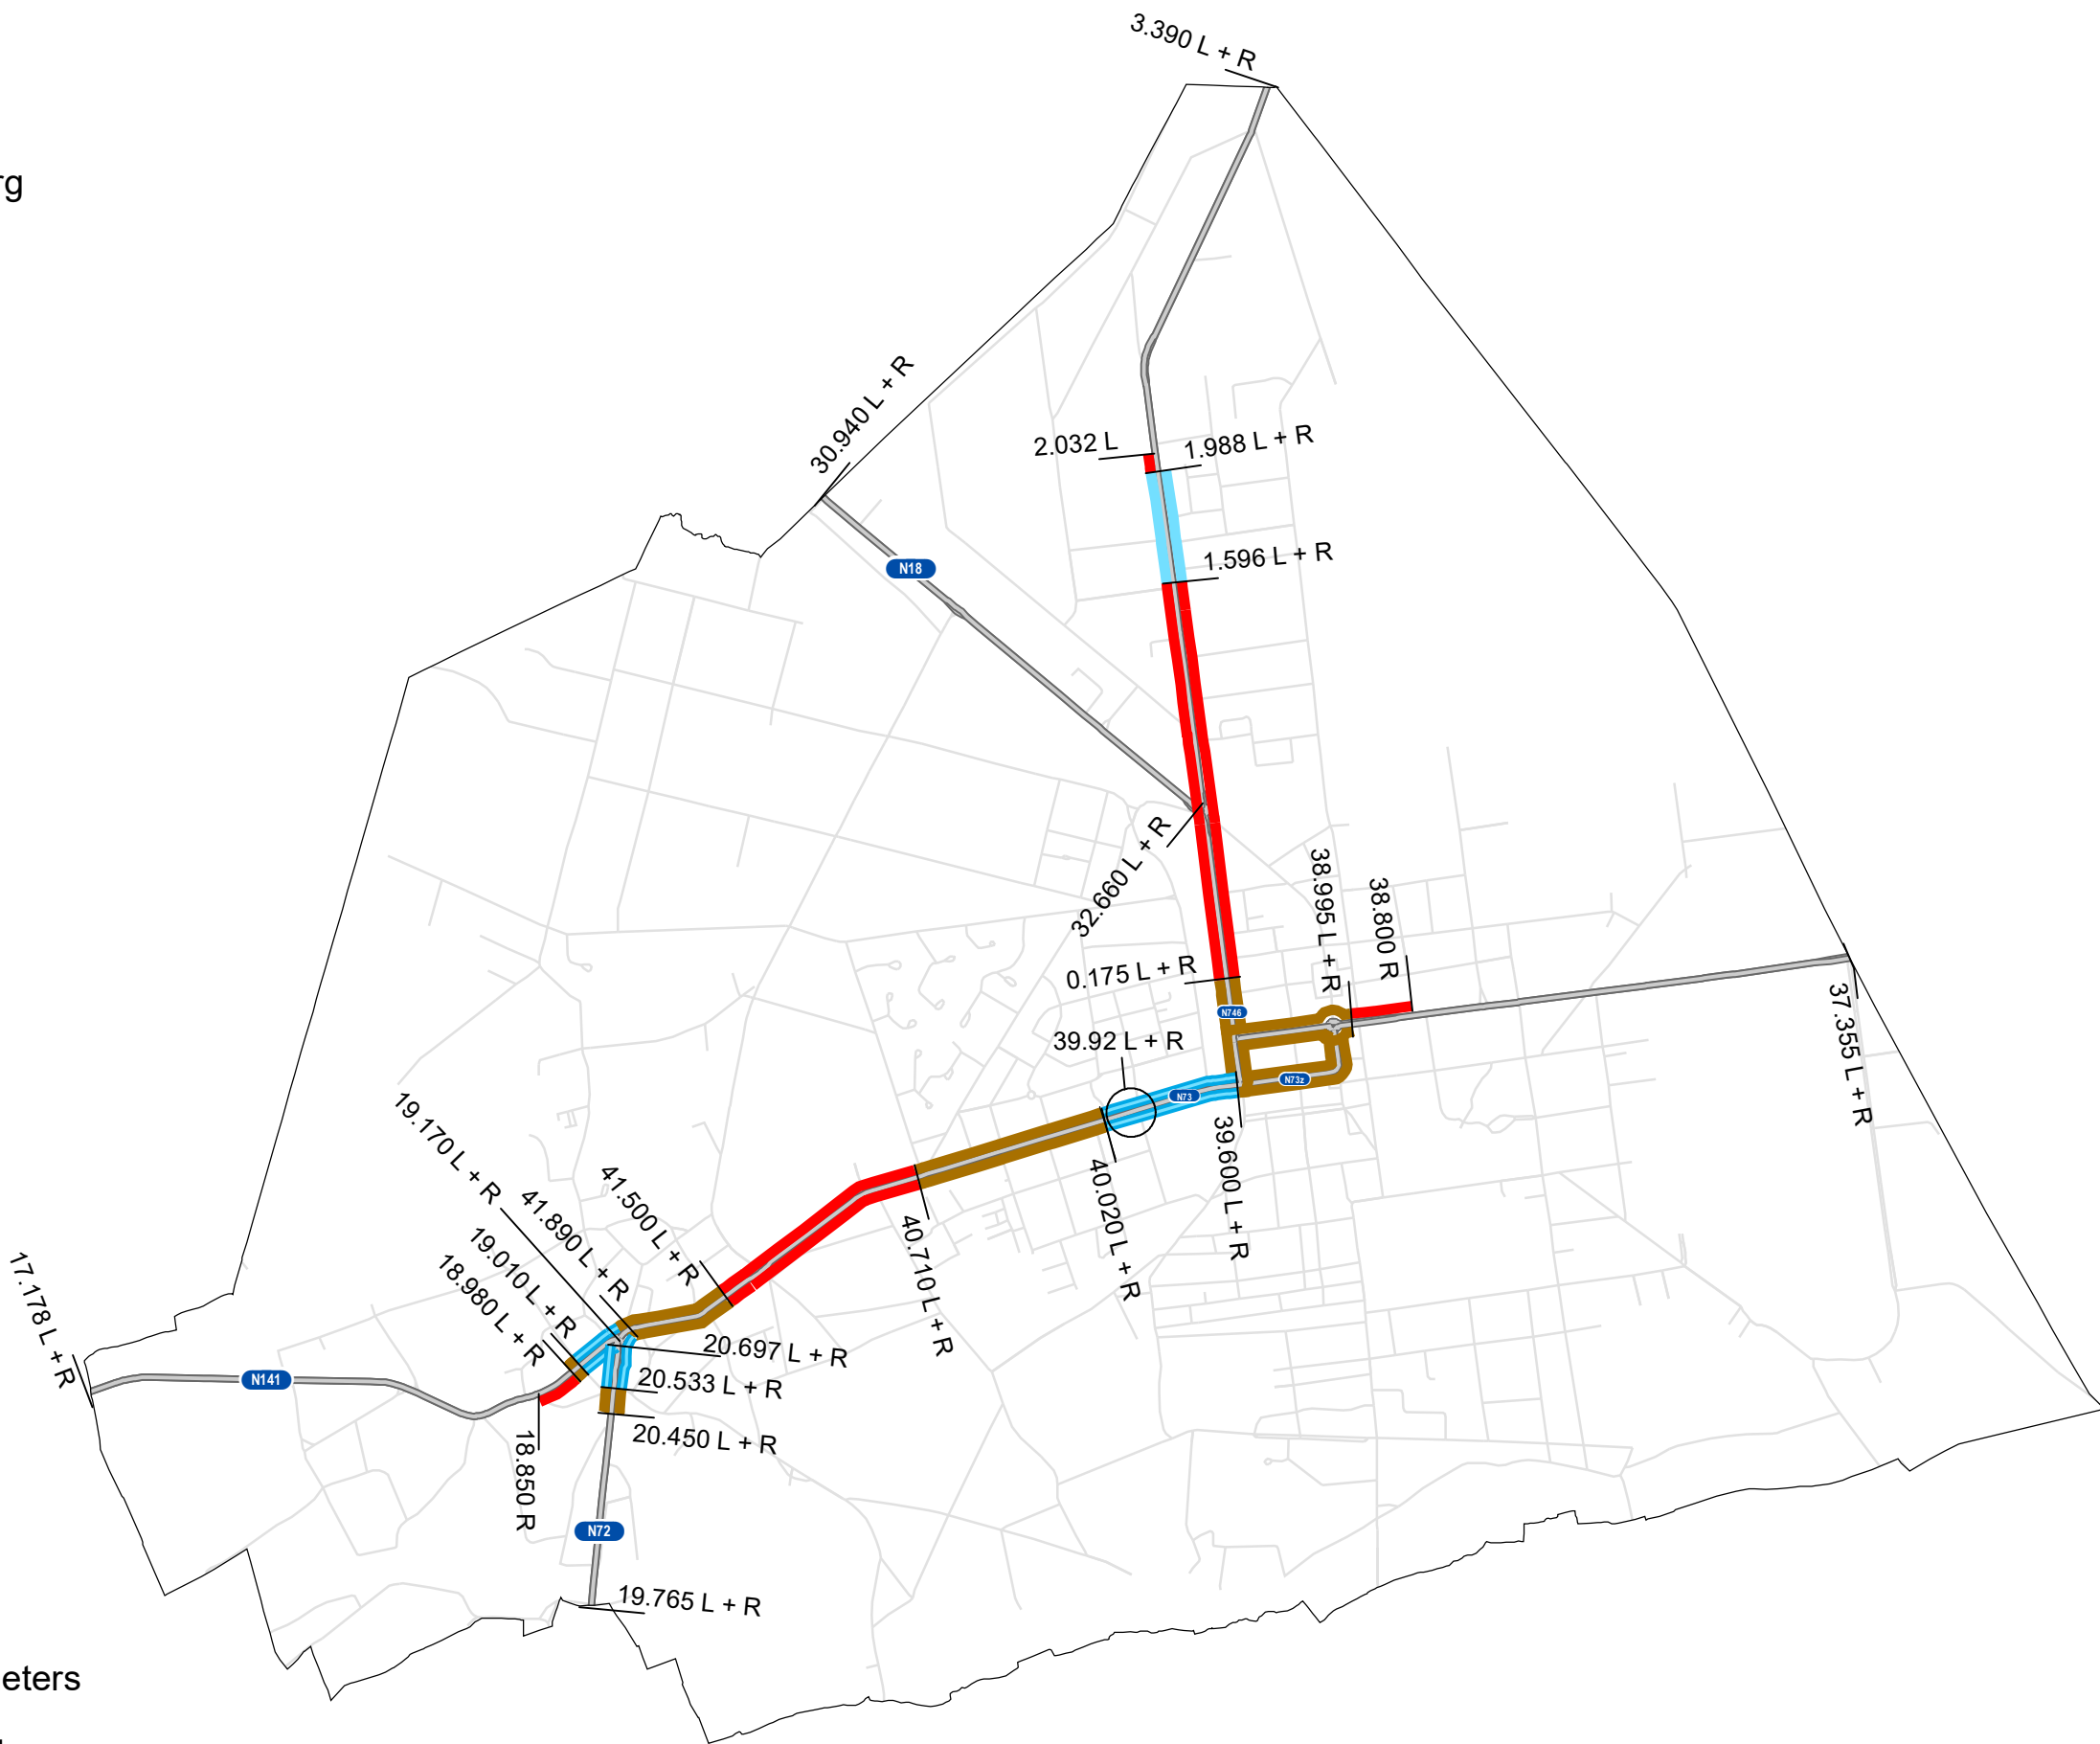 3.390 L + R
rg
30.940 L + R
2.032 L
1.988 L + R
1.596 L + R
N18
32.660 L + R
38.995 L + R
38.800 R
0.175 L + R
N746
37.355 L + R
39.92 L + R
N73z
N73
39.600 L + R
40.020 L + R
40.710 L + R
19.170 L + R
41.890 L + R
41.500 L + R
19.010 L + R
18.980 L + R
17.178 L + R
20.697 L + R
20.533 L + R
N141
20.450 L + R
18.850 R
N72
19.765 L + R
eters